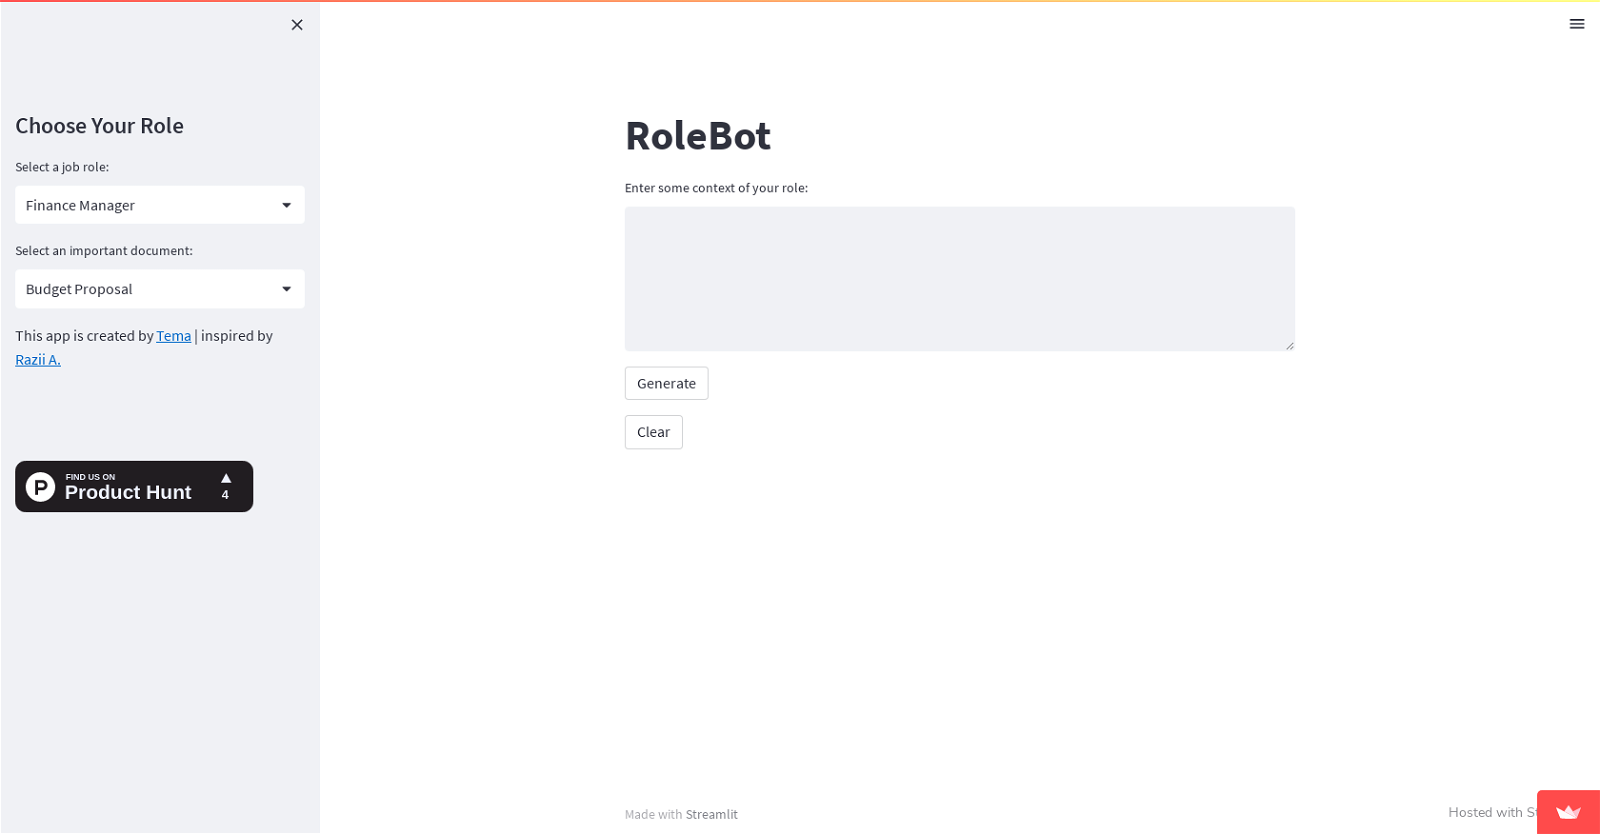 Choose Your Role
Select a job role:
Finance Manager
Select an important document:
Budget Proposal
This app is created by Tema | inspired by
Razii A.
FIND US ON
Product Hunt
4
RoleBot
Enter some context of your role:
Generate
Clear
Made with Streamlit
Hosted with